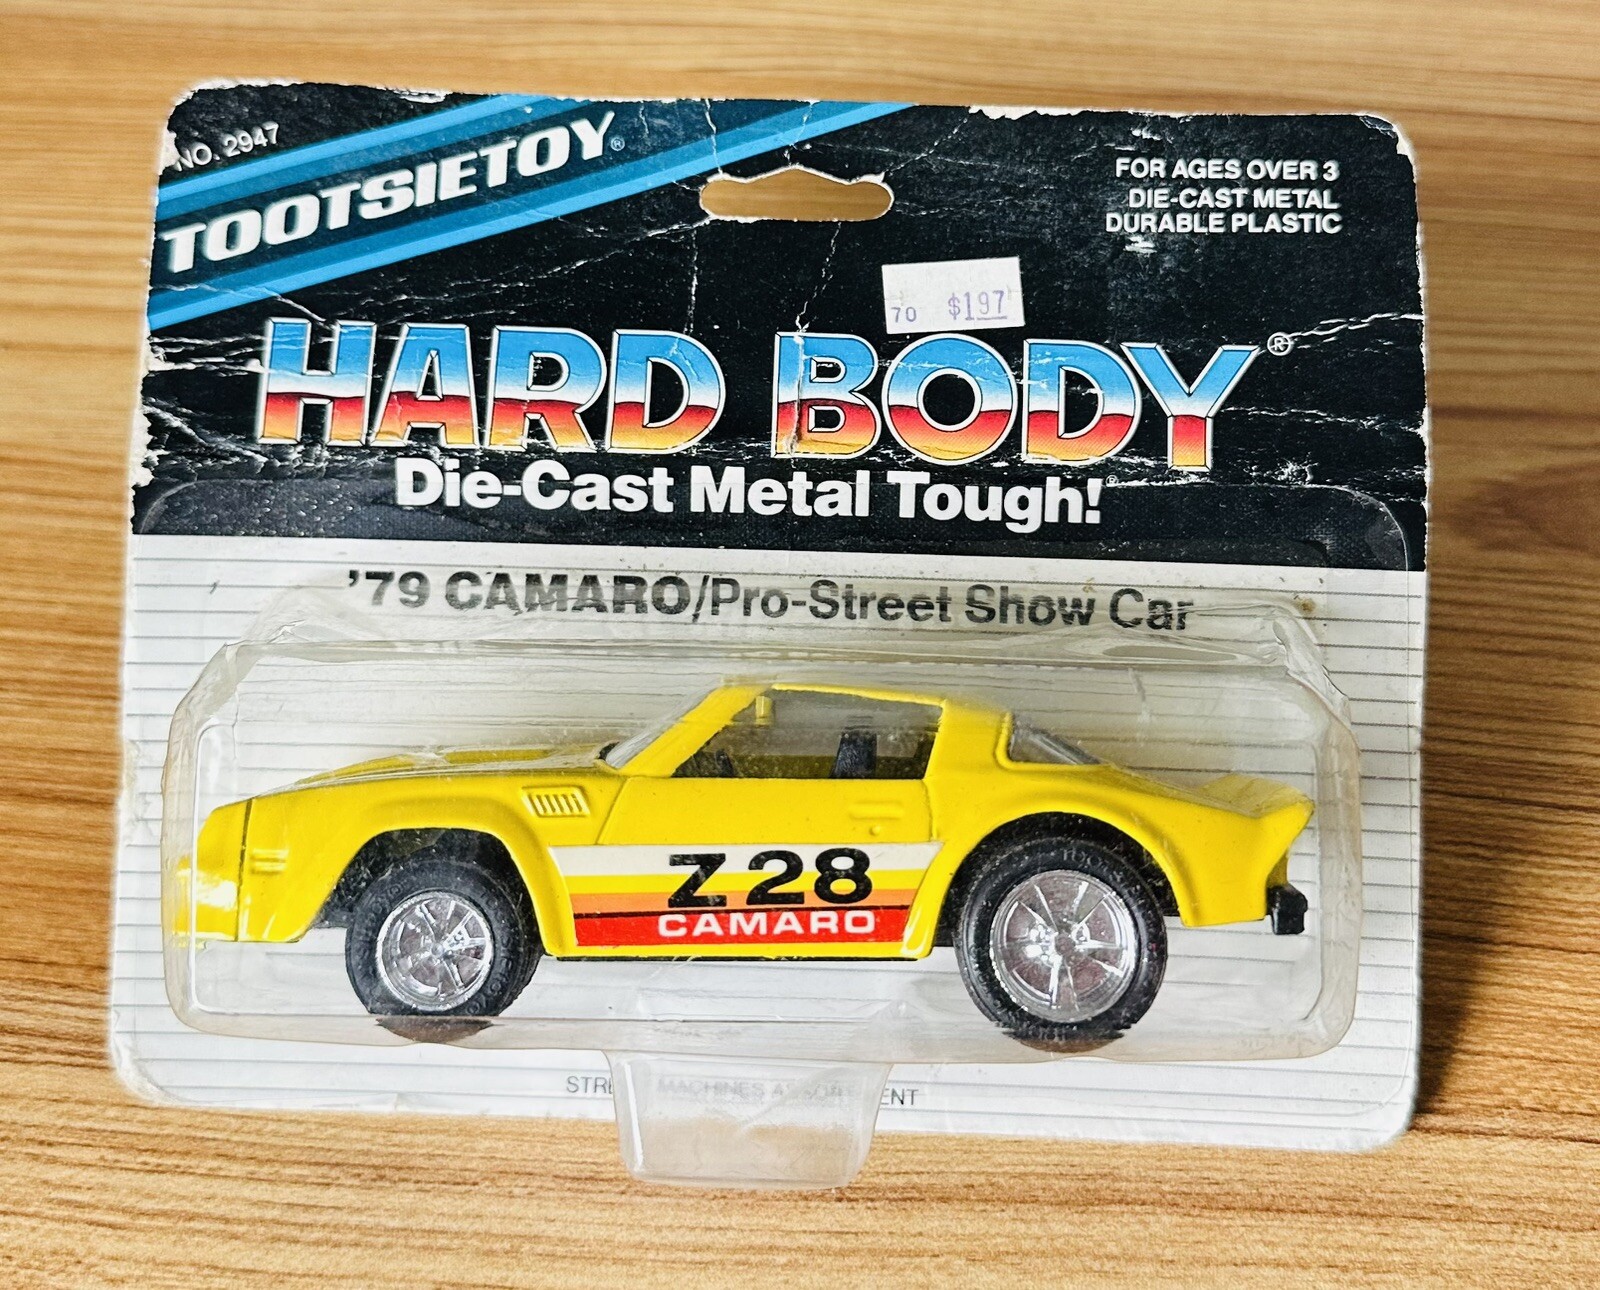 NO. 2947
TOOTSIETOY®
FOR AGES OVER 3
DIE-CAST METAL
DURABLE PLASTIC
70 $197
HARD BODY®
Die-Cast Metal Tough!®
'79 CAMARO/Pro-Street Show Car
Z28
CAMARO
MACHINES